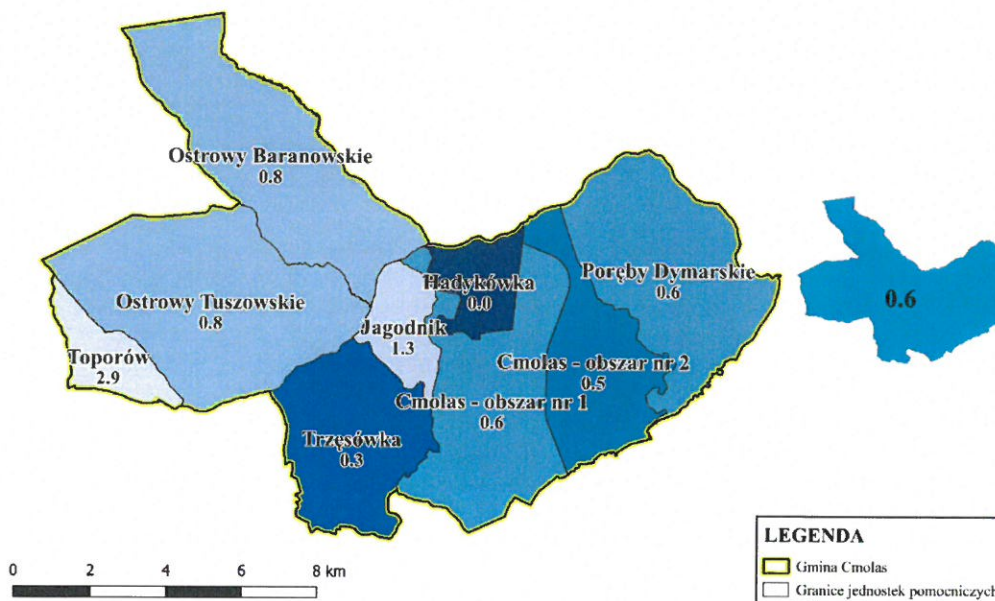 Ostrowy Baranowskie
0.8
Hadykówka
0.0
Poręby Dymarskie
0.6
0.6
Ostrowy Tuszowskie
0.8
Jagodnik
1.3
Toporów
2.9
Cmolas - obszar nr 2
0.5
Cmolas - obszar nr 1
0.6
Trzęsówka
0.3
LEGENDA
Gmina Cmolas
Granice jednostek pomocniczych
0 2 4 6 8 km